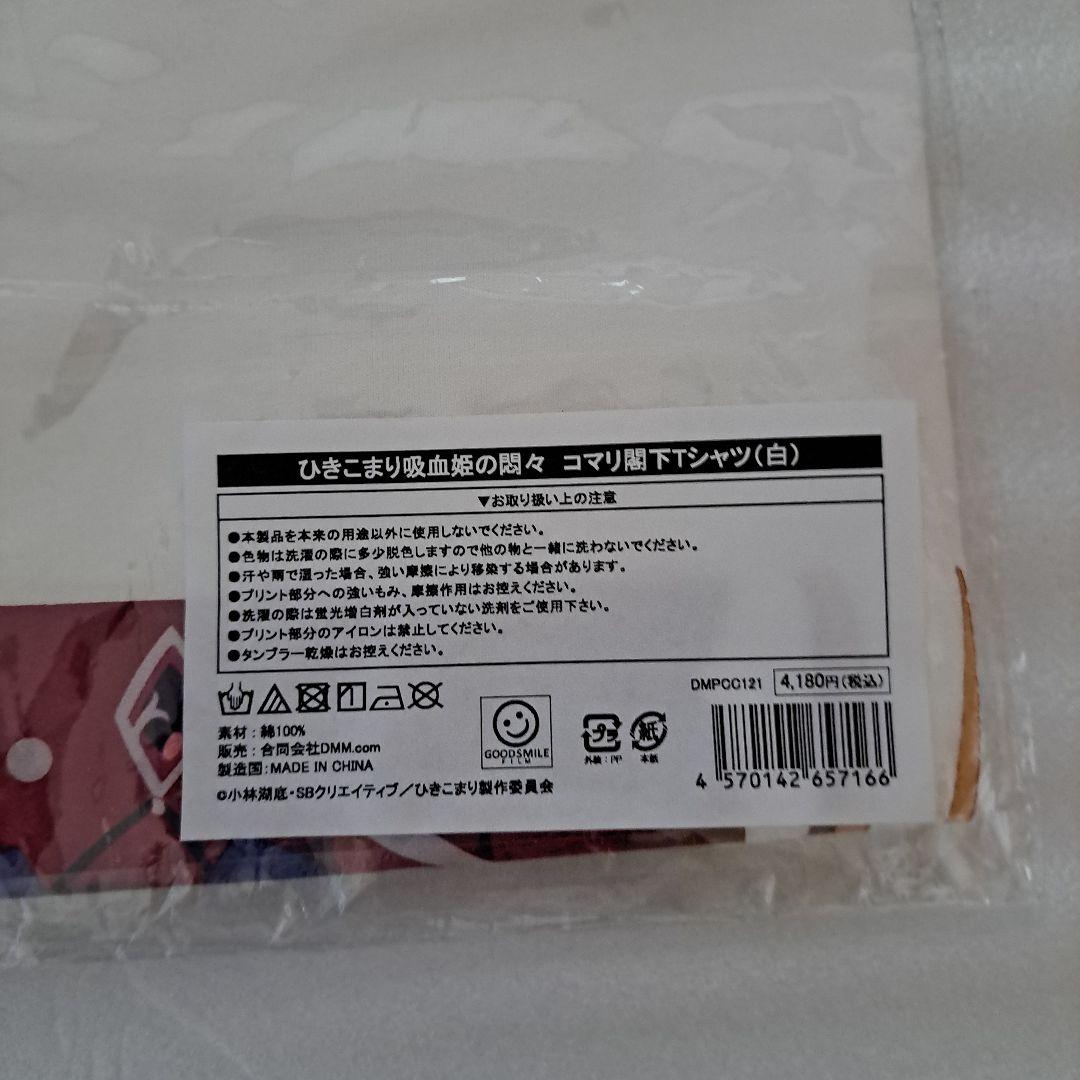 ひきこまり吸血姫の悶々 コマリ閣下Tシャツ(白)
▼お取り扱い上の注意
●本製品を本来の用途以外に使用しないでください。
●色物は洗濯の際に多少脱色しますので他の物と一緒に洗わないでください。
●汗や雨で湿った場合、強い摩擦により移染する場合があります。
●プリント部分への強いもみ、摩擦作用はお控えください。
●洗濯の際は蛍光増白剤が入っていない洗剤をご使用下さい。
●プリント部分のアイロンは禁止してください。
●タンブラー乾燥はお控えください。
DMPCC121 4,180円(税込)
素材:綿100%
販売:合同会社DMM.com
製造国:MADE IN CHINA
©小林湖底・SBクリエイティブ/ひきこまり製作委員会
GOODSMILE
FILM
プラ
外装:PP
紙
本紙
4 570142 657166